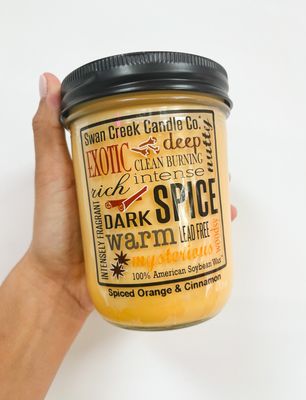 Swan Creek Candle Co.
EXOTIC deep nutty
CLEAN BURNING
rich intense
INTENSELY FRAGRANT
DARK SPICE
warm LEAD FREE
mysterious woody
100% American Soybean Wax
Spiced Orange & Cinnamon